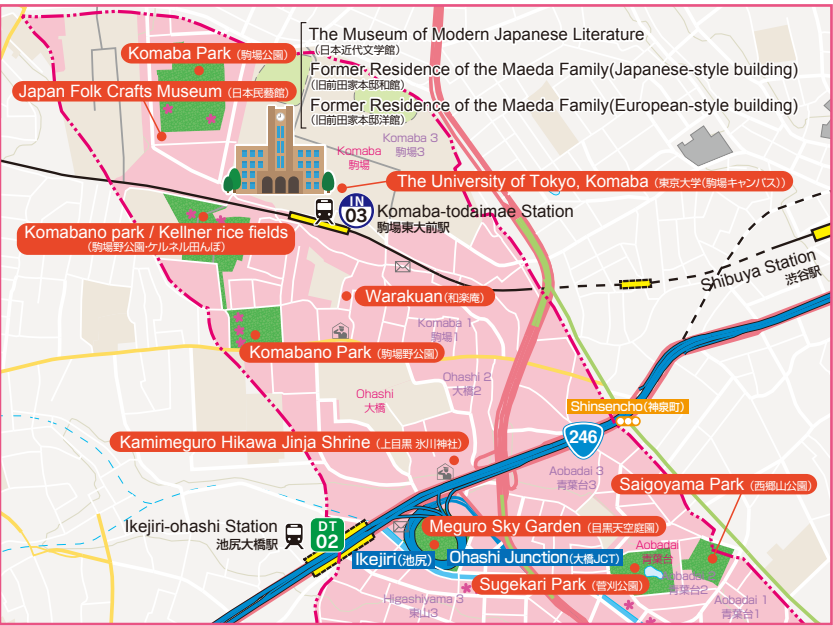 The Museum of Modern Japanese Literature
（日本近代文学館）
Komaba Park（駒場公園）
Former Residence of the Maeda Family(Japanese-style building)
（旧前田家本邸和館）
Japan Folk Crafts Museum（日本民藝館）
Former Residence of the Maeda Family(European-style building)
（旧前田家本邸洋館）
Komaba 3
駒場3
Komaba
駒場
The University of Tokyo, Komaba（東京大学(駒場キャンパス)）
IN
03
Komaba-todaimae Station
駒場東大前駅
Komabano park / Kellner rice fields
（駒場野公園・ケルネル田んぼ）
Shibuya Station
渋谷駅
Warakuan（和楽庵）
Komaba 1
駒場1
Komabano Park（駒場野公園）
Ohashi 2
大橋2
Ohashi
大橋
Shinsencho（神泉町）
246
Kamimeguro Hikawa Jinja Shrine（上目黒 氷川神社）
Aobadai 3
青葉台3
Saigoyama Park（西郷山公園）
Ikejiri-ohashi Station
池尻大橋駅
DT
02
Meguro Sky Garden（目黒天空庭園）
Ikejiri（池尻）
Ohashi Junction（大橋JCT）
Aobadai
青葉台
Sugekari Park（菅刈公園）
Aobadai 2
青葉台2
Higashiyama 3
東山3
Aobadai 1
青葉台1